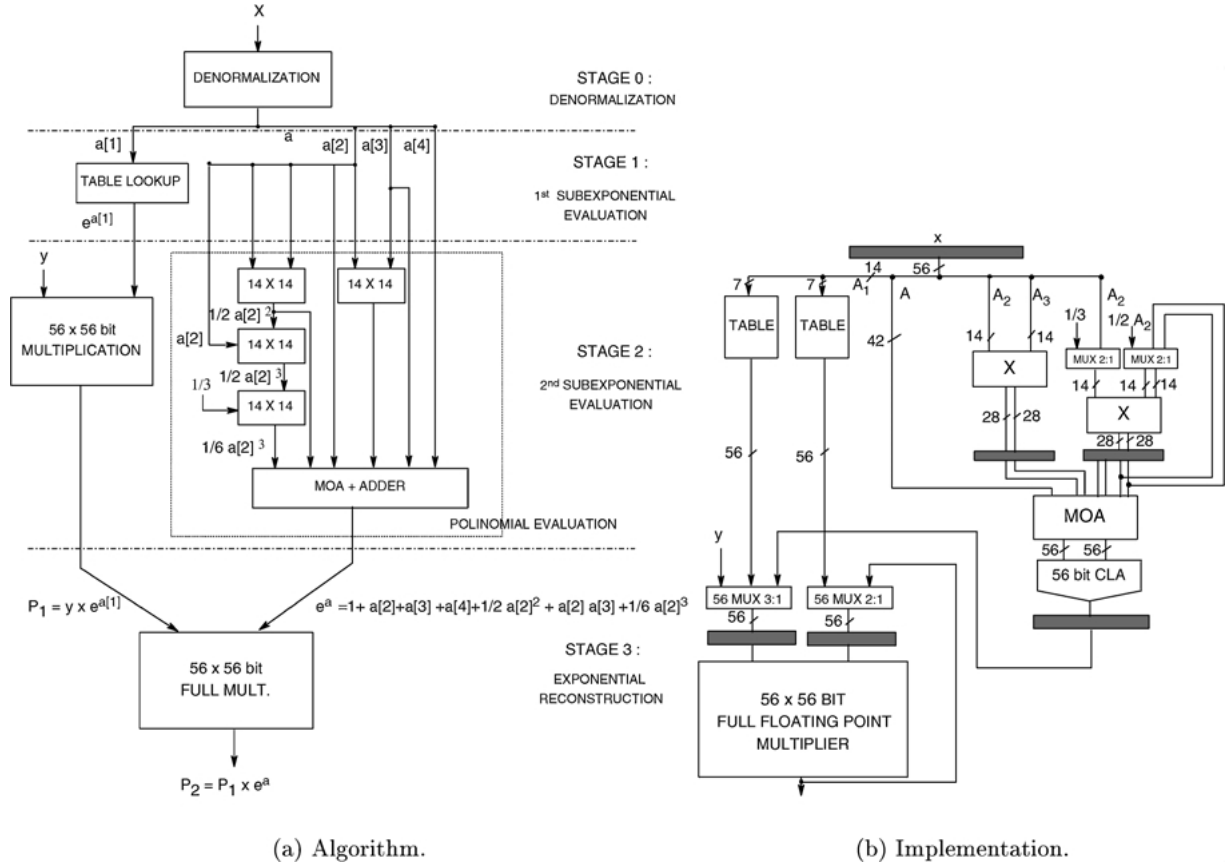 X
DENORMALIZATION
STAGE 0 :
DENORMALIZATION
a[1]
a
a[2]
a[3]
a[4]
TABLE LOOKUP
STAGE 1 :
1st SUBEXPONENTIAL
EVALUATION
e^a[1]
y
14 X 14
14 X 14
56 x 56 bit
MULTIPLICATION
1/2 a[2] 2
a[2]
14 X 14
1/2 a[2] 3
1/3
14 X 14
1/6 a[2] 3
STAGE 2 :
2nd SUBEXPONENTIAL
EVALUATION
MOA + ADDER
POLINOMIAL EVALUATION
P1 = y x e^a[1]
e^a =1+ a[2]+a[3] +a[4]+1/2 a[2]^2 + a[2] a[3] +1/6 a[2]^3
56 x 56 bit
FULL MULT.
STAGE 3 :
EXPONENTIAL
RECONSTRUCTION
P2 = P1 x e^a
(a) Algorithm.
x
56
14
7
7
A1
A
A2
A3
A2
TABLE
TABLE
42
1/3
1/2 A2
14
14
MUX 2:1
MUX 2:1
X
14
14
14
X
28
28
28
28
56
56
MOA
56
56
56 bit CLA
y
56 MUX 3:1
56 MUX 2:1
56
56
56 x 56 BIT
FULL FLOATING POINT
MULTIPLIER
(b) Implementation.